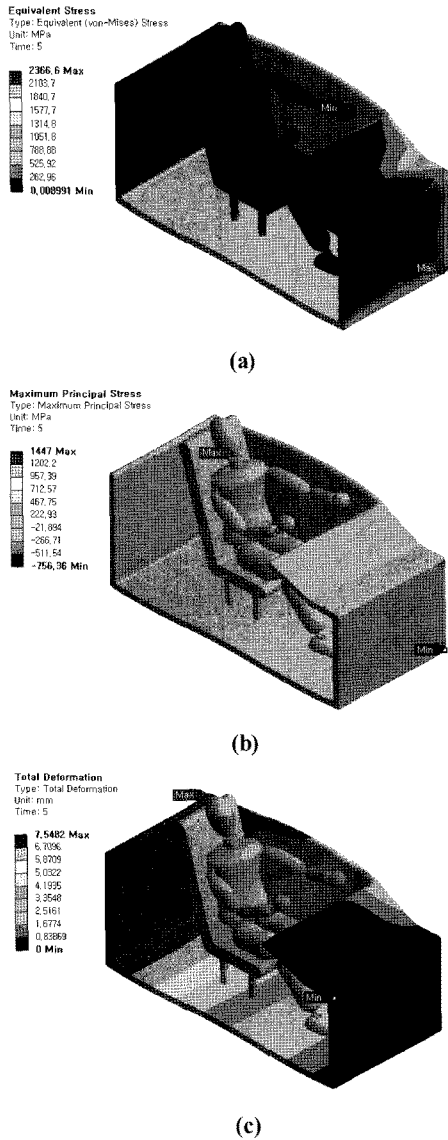 Equivalent Stress
Type: Equivalent (von-Mises) Stress
Unit: MPa
Time: 5
2366,6 Max
2103,7
1840,7
1577,7
1314,8
1051,8
788,88
525,92
262,96
0,008991 Min
Min
Max
(a)
Maximum Principal Stress
Type: Maximum Principal Stress
Unit: MPa
Time: 5
1447 Max
1202,2
957,39
712,57
467,75
222,93
-21,894
-266,71
-511,54
-756,36 Min
Max
Min
(b)
Total Deformation
Type: Total Deformation
Unit: mm
Time: 5
7,5482 Max
6,7096
5,8709
5,0322
4,1935
3,3548
2,5161
1,6774
0,83869
0 Min
Max
Min
(c)